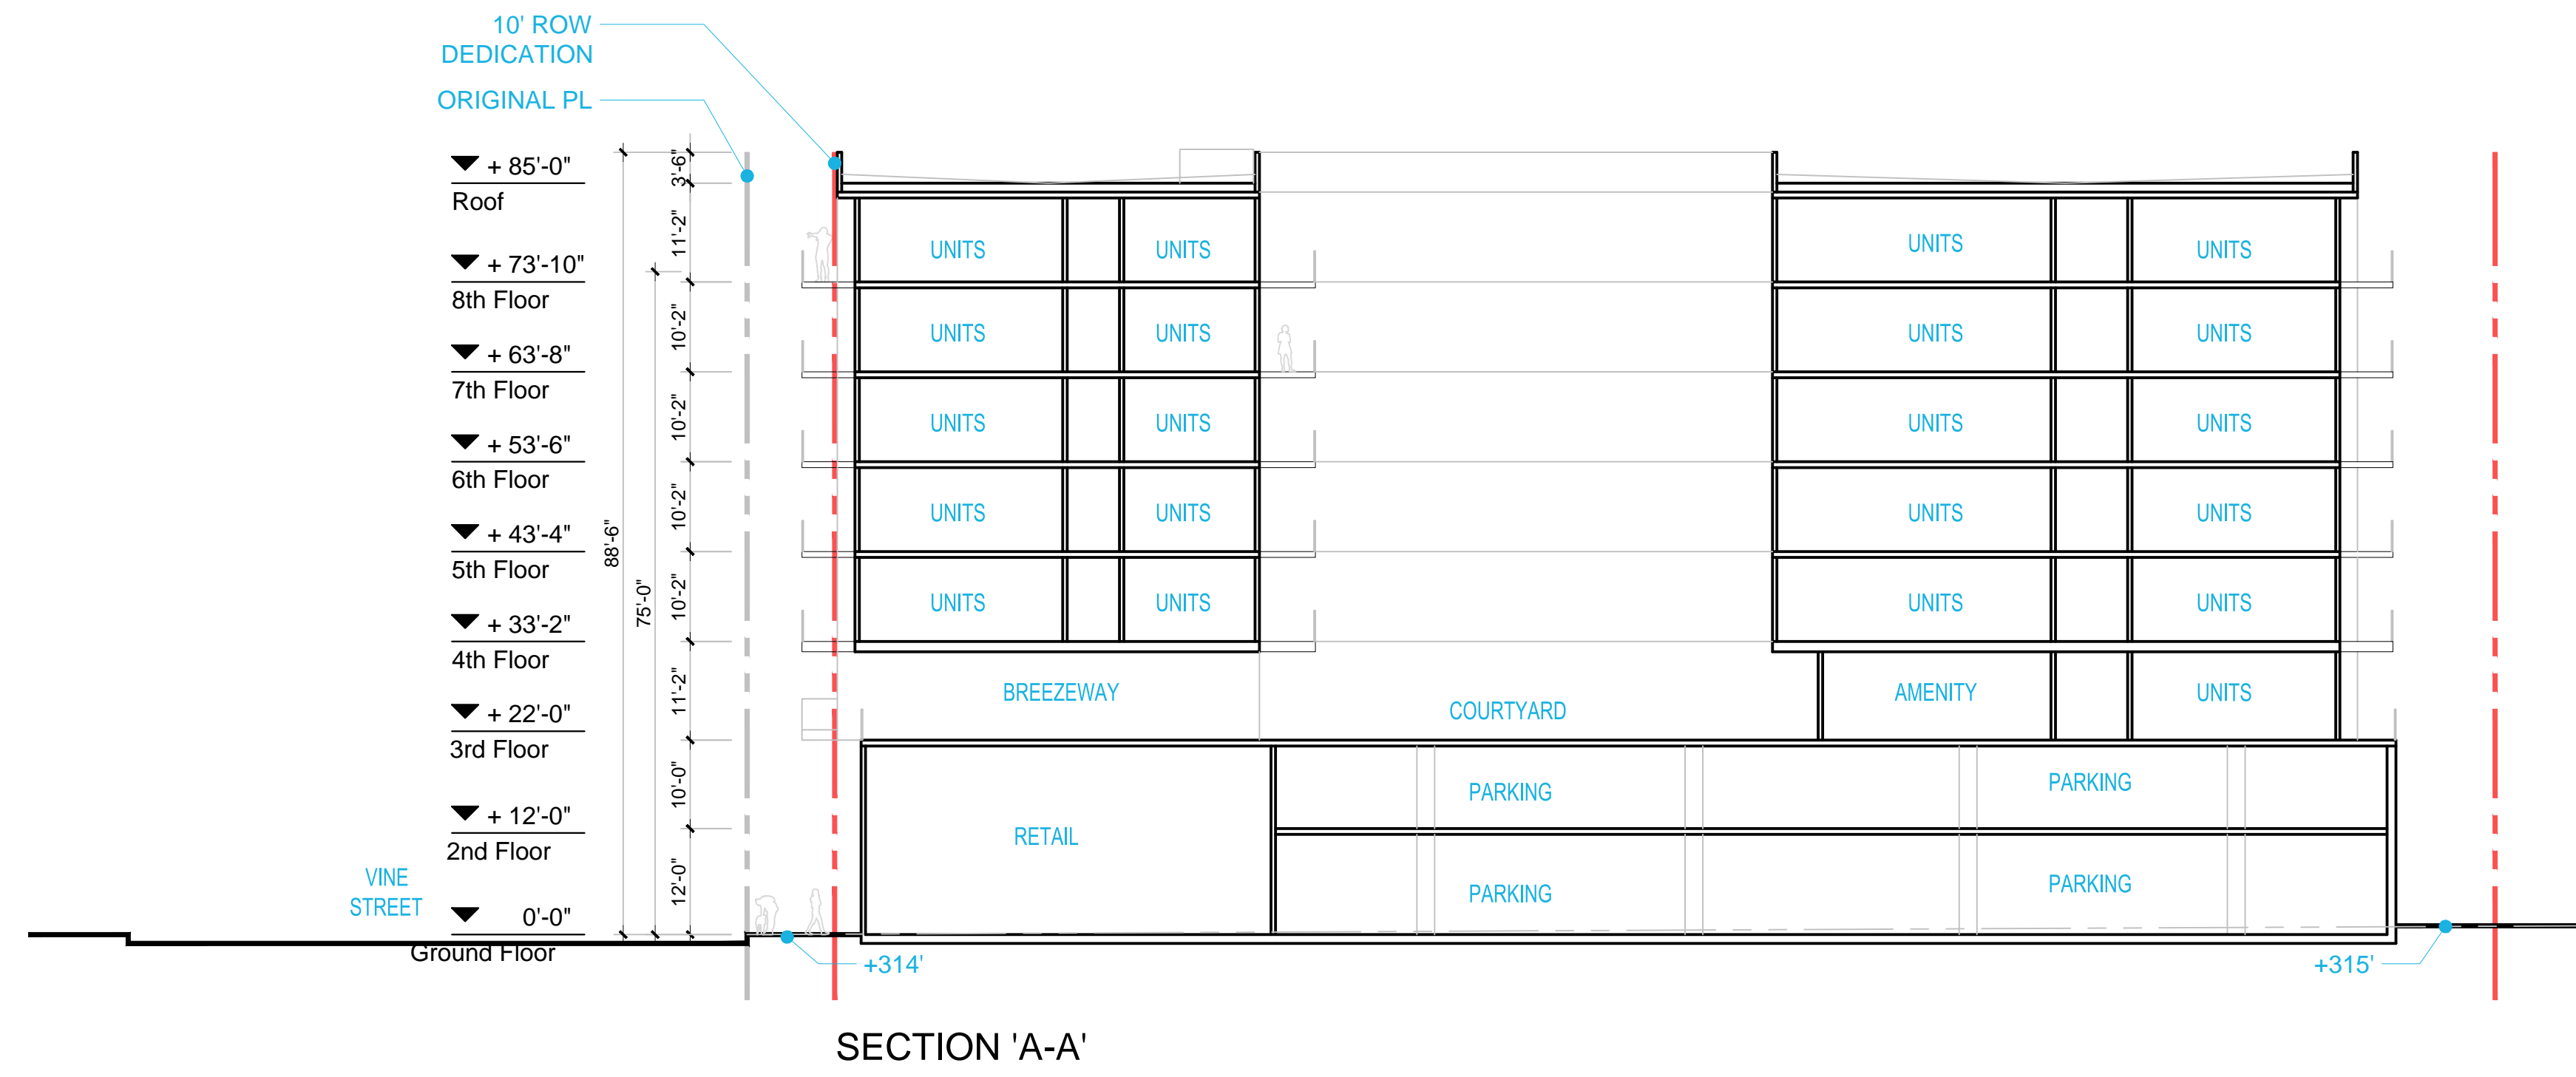 10' ROW
DEDICATION
ORIGINAL PL
+ 85'-0"
Roof
+ 73'-10"
8th Floor
+ 63'-8"
7th Floor
+ 53'-6"
6th Floor
+ 43'-4"
5th Floor
+ 33'-2"
4th Floor
+ 22'-0"
3rd Floor
+ 12'-0"
2nd Floor
0'-0"
Ground Floor
VINE
STREET
88'-6"
75'-0"
3'-6"
11'-2"
10'-2"
10'-2"
10'-2"
10'-2"
10'-2"
11'-2"
10'-0"
12'-0"
UNITS UNITS UNITS UNITS
UNITS UNITS UNITS UNITS
UNITS UNITS UNITS UNITS
UNITS UNITS UNITS UNITS
UNITS UNITS UNITS UNITS
BREEZEWAY COURTYARD AMENITY UNITS
RETAIL PARKING PARKING
PARKING PARKING
+314'
+315'
SECTION 'A-A'